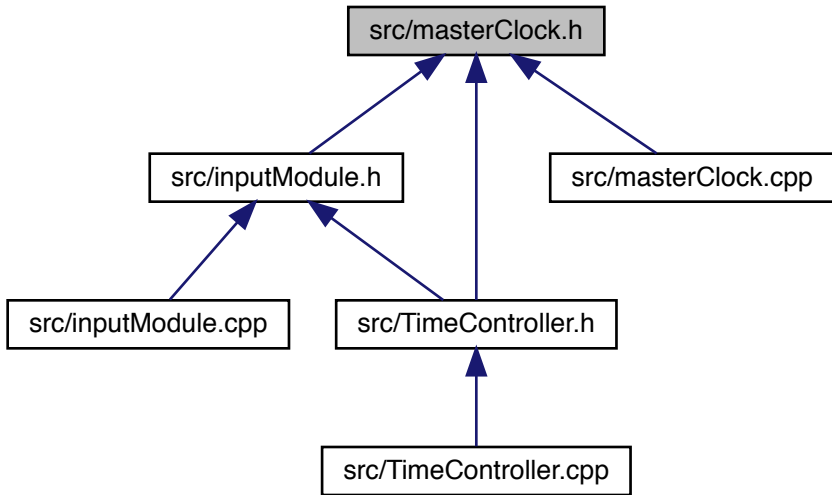 src/masterClock.h
src/inputModule.h
src/masterClock.cpp
src/inputModule.cpp
src/TimeController.h
src/TimeController.cpp